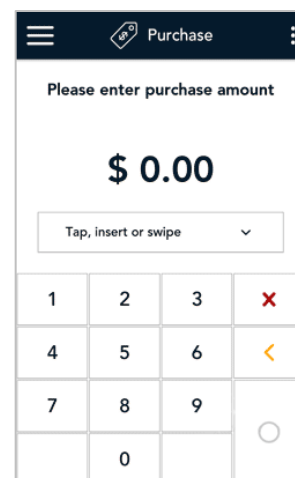 Purchase
Please enter purchase amount
$ 0.00
Tap, insert or swipe
1 2 3
4 5 6
7 8 9
0